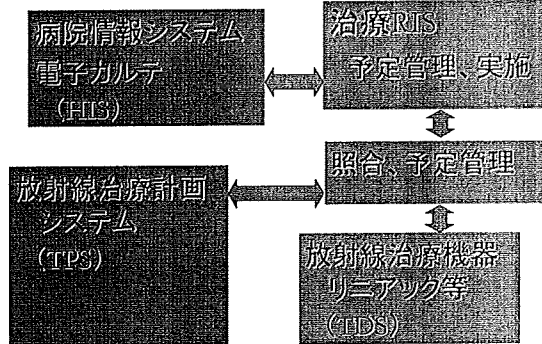 病院情報システム
電子カルテ
(HIS)
治療RIS
予定管理、実施
照合、予定管理
放射線治療計画
システム
(TPS)
放射線治療機器
リニアック等
(TDS)